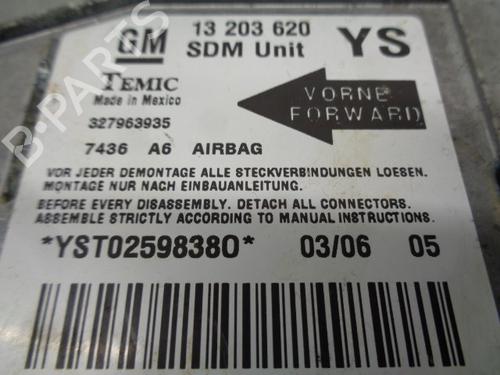 GM 13 203 620 YS
SDM Unit
TEMIC
Made in Mexico
VORNE
FORWARD
327963935
7436 A6 AIRBAG
VOR JEDER DEMONTAGE ALLE STECKVERBINDUNGEN LOESEN.
MONTAGE NUR NACH EINBAUANLEITUNG.
BEFORE EVERY DISASSEMBLY. DETACH ALL CONNECTORS.
ASSEMBLE STRICTLY ACCORDING TO MANUAL INSTRUCTIONS.
*YST02598380* 03/06 05
B-PARTS